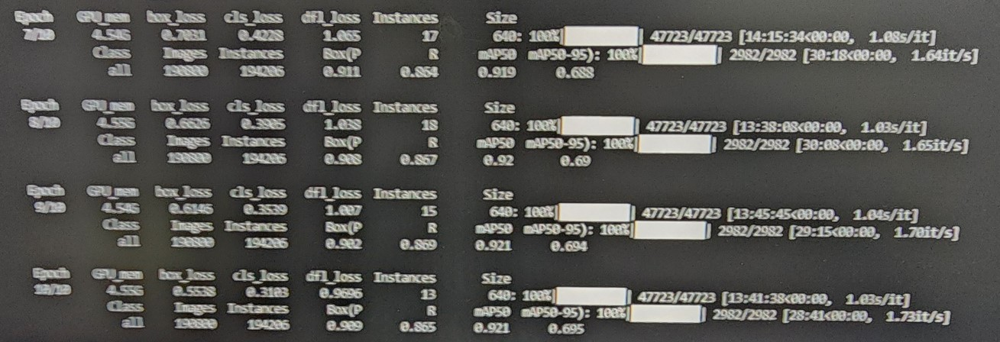 Epoch GPU_mem box_loss cls_loss dfl_loss Instances Size
7/10 4.54G 0.7031 0.4228 1.065 17 640: 100% 47723/47723 [14:15:34<00:00, 1.08s/it]
Class Images Instances Box(P R mAP50 mAP50-95): 100% 2982/2982 [30:18<00:00, 1.64it/s]
all 190800 194206 0.911 0.864 0.919 0.688
Epoch GPU_mem box_loss cls_loss dfl_loss Instances Size
8/10 4.55G 0.6626 0.3905 1.038 18 640: 100% 47723/47723 [13:38:08<00:00, 1.03s/it]
Class Images Instances Box(P R mAP50 mAP50-95): 100% 2982/2982 [30:08<00:00, 1.65it/s]
all 190800 194206 0.908 0.867 0.92 0.69
Epoch GPU_mem box_loss cls_loss dfl_loss Instances Size
9/10 4.54G 0.6146 0.3539 1.007 15 640: 100% 47723/47723 [13:45:45<00:00, 1.04s/it]
Class Images Instances Box(P R mAP50 mAP50-95): 100% 2982/2982 [29:15<00:00, 1.70it/s]
all 190800 194206 0.902 0.869 0.921 0.694
Epoch GPU_mem box_loss cls_loss dfl_loss Instances Size
10/10 4.55G 0.5538 0.3103 0.9696 13 640: 100% 47723/47723 [13:41:38<00:00, 1.03s/it]
Class Images Instances Box(P R mAP50 mAP50-95): 100% 2982/2982 [28:41<00:00, 1.73it/s]
all 190800 194206 0.909 0.865 0.921 0.695